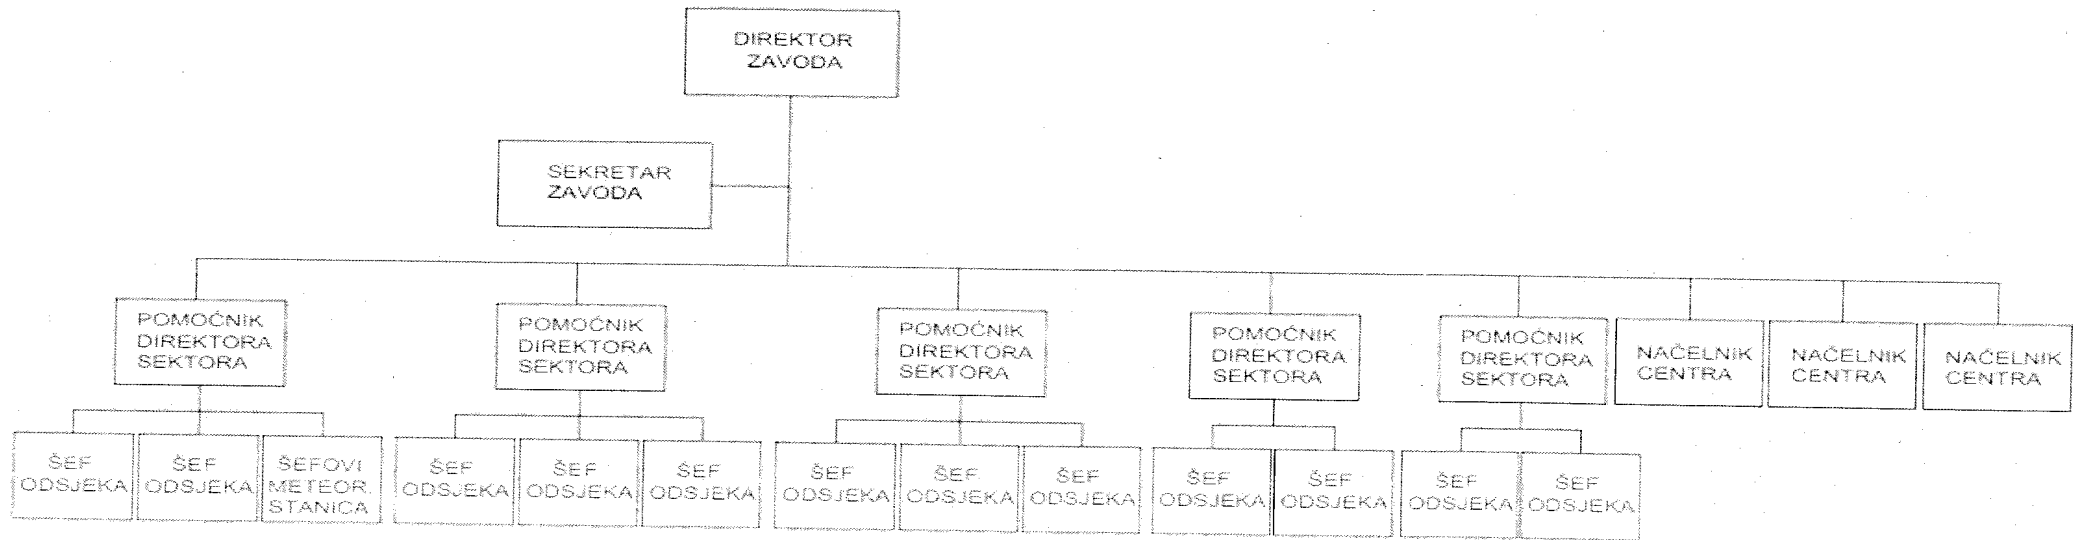 DIREKTOR
ZAVODA
SEKRETAR
ZAVODA
POMOĆNIK
DIREKTORA
SEKTORA
POMOĆNIK
DIREKTORA
SEKTORA
POMOĆNIK
DIREKTORA
SEKTORA
POMOĆNIK
DIREKTORA
SEKTORA
POMOĆNIK
DIREKTORA
SEKTORA
NAČELNIK
CENTRA
NAČELNIK
CENTRA
NAČELNIK
CENTRA
ŠEF
ODSJEKA
ŠEF
ODSJEKA
ŠEFOVI
METEOR.
STANICA
ŠEF
ODSJEKA
ŠEF
ODSJEKA
ŠEF
ODSJEKA
ŠEF
ODSJEKA
ŠEF
ODSJEKA
ŠEF
ODSJEKA
ŠEF
ODSJEKA
ŠEF
ODSJEKA
ŠEF
ODSJEKA
ŠEF
ODSJEKA